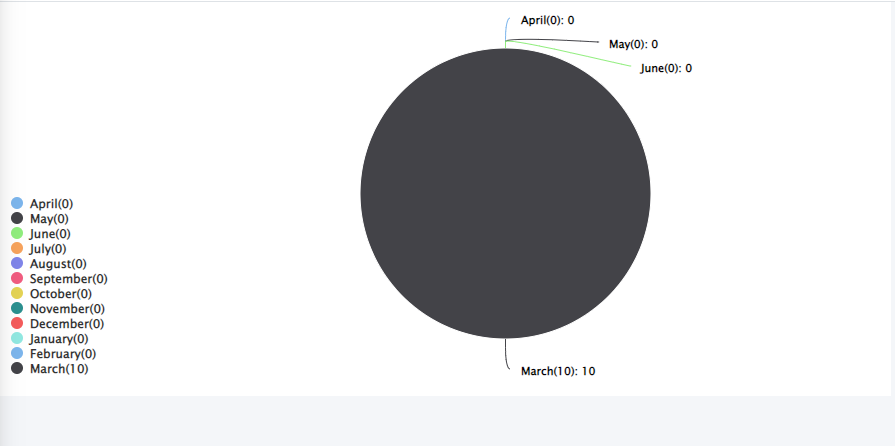 April(0): 0
May(0): 0
June(0): 0
April(0)
May(0)
June(0)
July(0)
August(0)
September(0)
October(0)
November(0)
December(0)
January(0)
February(0)
March(10)
March(10): 10